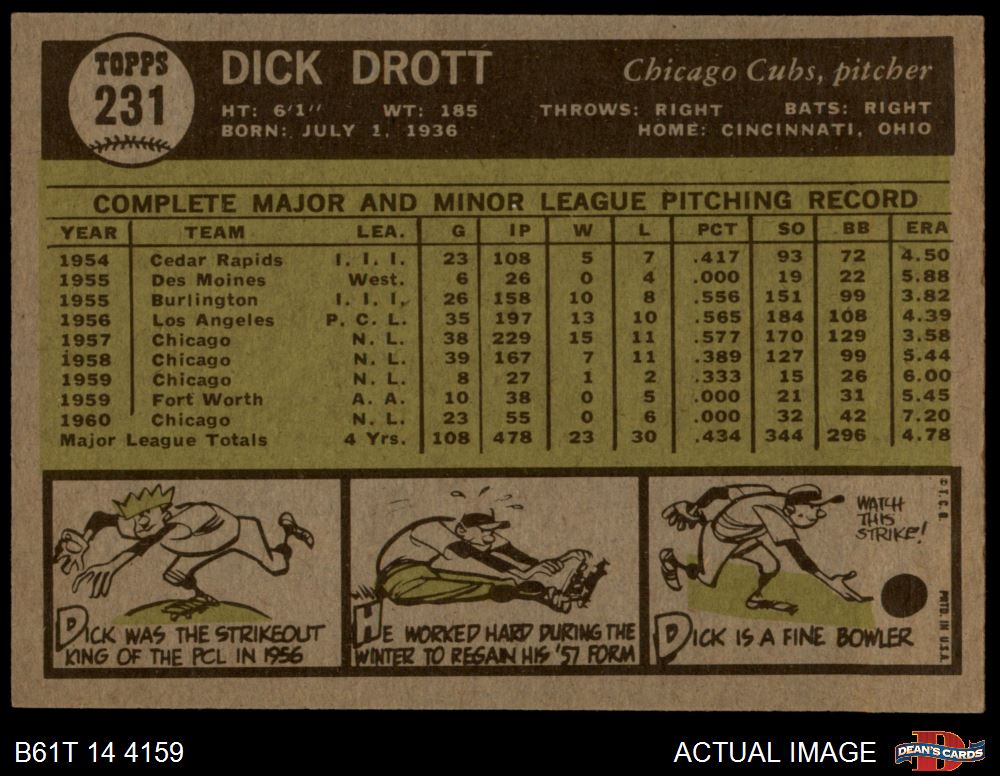 TOPPS
231
DICK DROTT
Chicago Cubs, pitcher
HT: 6'1" WT: 185 THROWS: RIGHT BATS: RIGHT
BORN: JULY 1, 1936 HOME: CINCINNATI, OHIO
COMPLETE MAJOR AND MINOR LEAGUE PITCHING RECORD
YEAR TEAM LEA. G IP W L PCT SO BB ERA
1954 Cedar Rapids I. I. I. 23 108 5 7 .417 93 72 4.50
1955 Des Moines West. 6 26 0 4 .000 19 22 5.88
1955 Burlington I. I. I. 26 158 10 8 .556 151 99 3.82
1956 Los Angeles P. C. L. 35 197 13 10 .565 184 108 4.39
1957 Chicago N. L. 38 229 15 11 .577 170 129 3.58
1958 Chicago N. L. 39 167 7 11 .389 127 99 5.44
1959 Chicago N. L. 8 27 1 2 .333 15 26 6.00
1959 Fort Worth A. A. 10 38 0 5 .000 21 31 5.45
1960 Chicago N. L. 23 55 0 6 .000 32 42 7.20
Major League Totals 4 Yrs. 108 478 23 30 .434 344 296 4.78
DICK WAS THE STRIKEOUT
KING OF THE PCL IN 1956
HE WORKED HARD DURING THE
WINTER TO REGAIN HIS '57 FORM
WATCH
THIS
STRIKE!
DICK IS A FINE BOWLER
© T. C. G. PRTD. IN U.S.A.
B61T 14 4159
ACTUAL IMAGE
D
DEAN'S CARDS